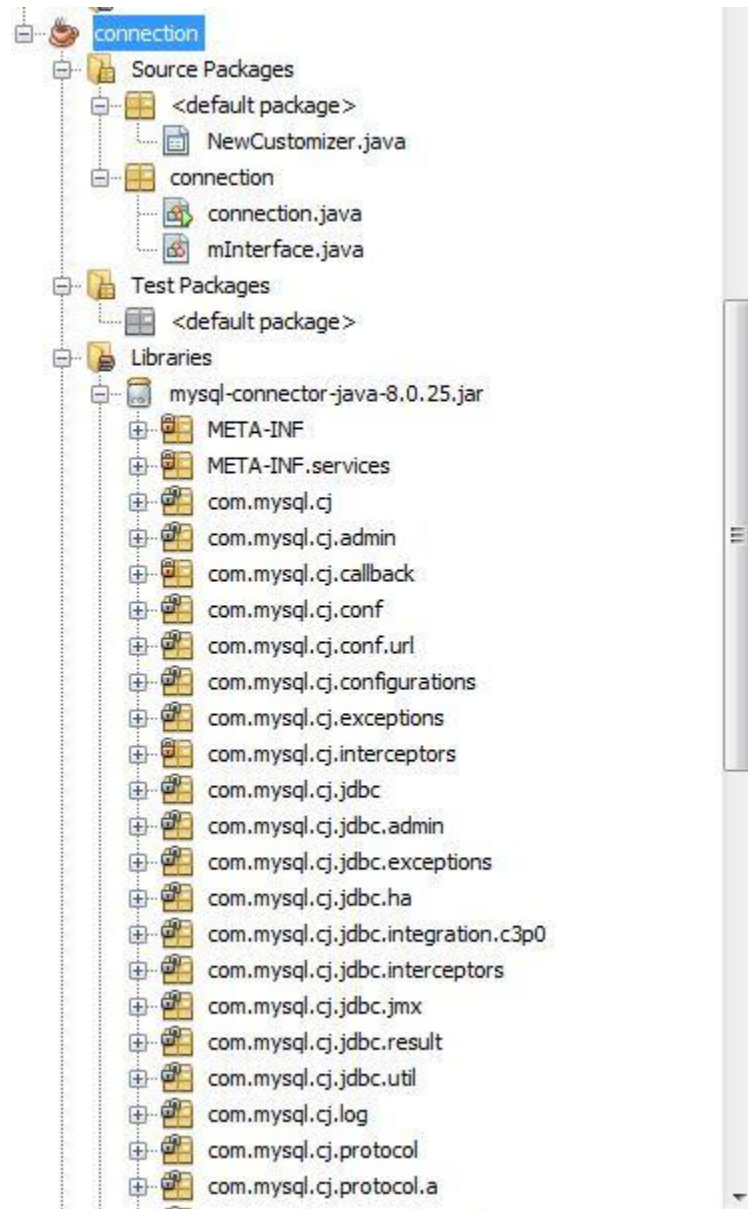 connection
Source Packages
<default package>
NewCustomizer.java
connection
connection.java
mInterface.java
Test Packages
<default package>
Libraries
mysql-connector-java-8.0.25.jar
META-INF
META-INF.services
com.mysql.cj
com.mysql.cj.admin
com.mysql.cj.callback
com.mysql.cj.conf
com.mysql.cj.conf.url
com.mysql.cj.configurations
com.mysql.cj.exceptions
com.mysql.cj.interceptors
com.mysql.cj.jdbc
com.mysql.cj.jdbc.admin
com.mysql.cj.jdbc.exceptions
com.mysql.cj.jdbc.ha
com.mysql.cj.jdbc.integration.c3p0
com.mysql.cj.jdbc.interceptors
com.mysql.cj.jdbc.jmx
com.mysql.cj.jdbc.result
com.mysql.cj.jdbc.util
com.mysql.cj.log
com.mysql.cj.protocol
com.mysql.cj.protocol.a